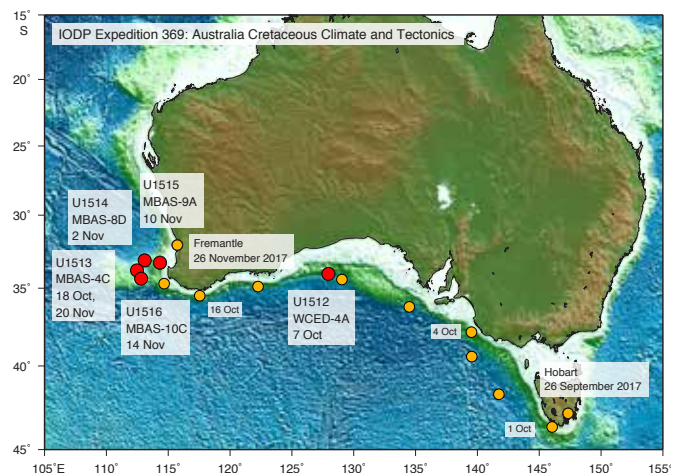 15°
S
IODP Expedition 369: Australia Cretaceous Climate and Tectonics
20°
25°
30°
35°
40°
45°
U1515
MBAS-9A
10 Nov
U1514
MBAS-8D
2 Nov
Fremantle
26 November 2017
U1513
MBAS-4C
18 Oct,
20 Nov
U1516
MBAS-10C
14 Nov
16 Oct
U1512
WCED-4A
7 Oct
4 Oct
Hobart
26 September 2017
1 Oct
105°E
110°
115°
120°
125°
130°
135°
140°
145°
150°
155°